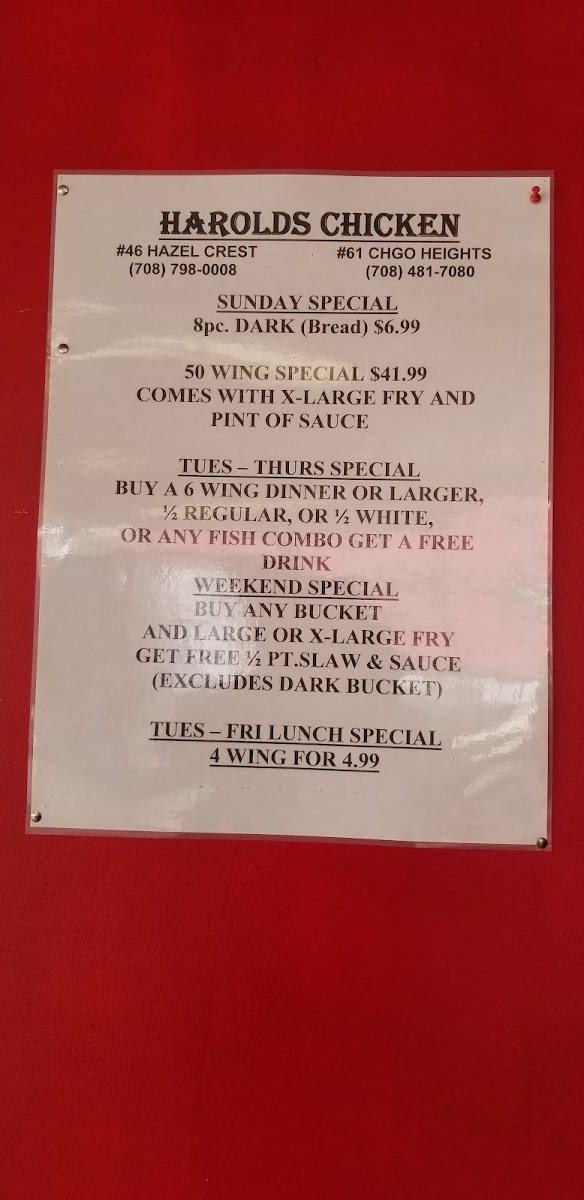 HAROLDS CHICKEN
#46 HAZEL CREST #61 CHGO HEIGHTS
(708) 798-0008 (708) 481-7080
SUNDAY SPECIAL
8pc. DARK (Bread) $6.99
50 WING SPECIAL $41.99
COMES WITH X-LARGE FRY AND
PINT OF SAUCE
TUES – THURS SPECIAL
BUY A 6 WING DINNER OR LARGER,
½ REGULAR, OR ½ WHITE,
OR ANY FISH COMBO GET A FREE
DRINK
WEEKEND SPECIAL
BUY ANY BUCKET
AND LARGE OR X-LARGE FRY
GET FREE ½ PT.SLAW & SAUCE
(EXCLUDES DARK BUCKET)
TUES – FRI LUNCH SPECIAL
4 WING FOR 4.99